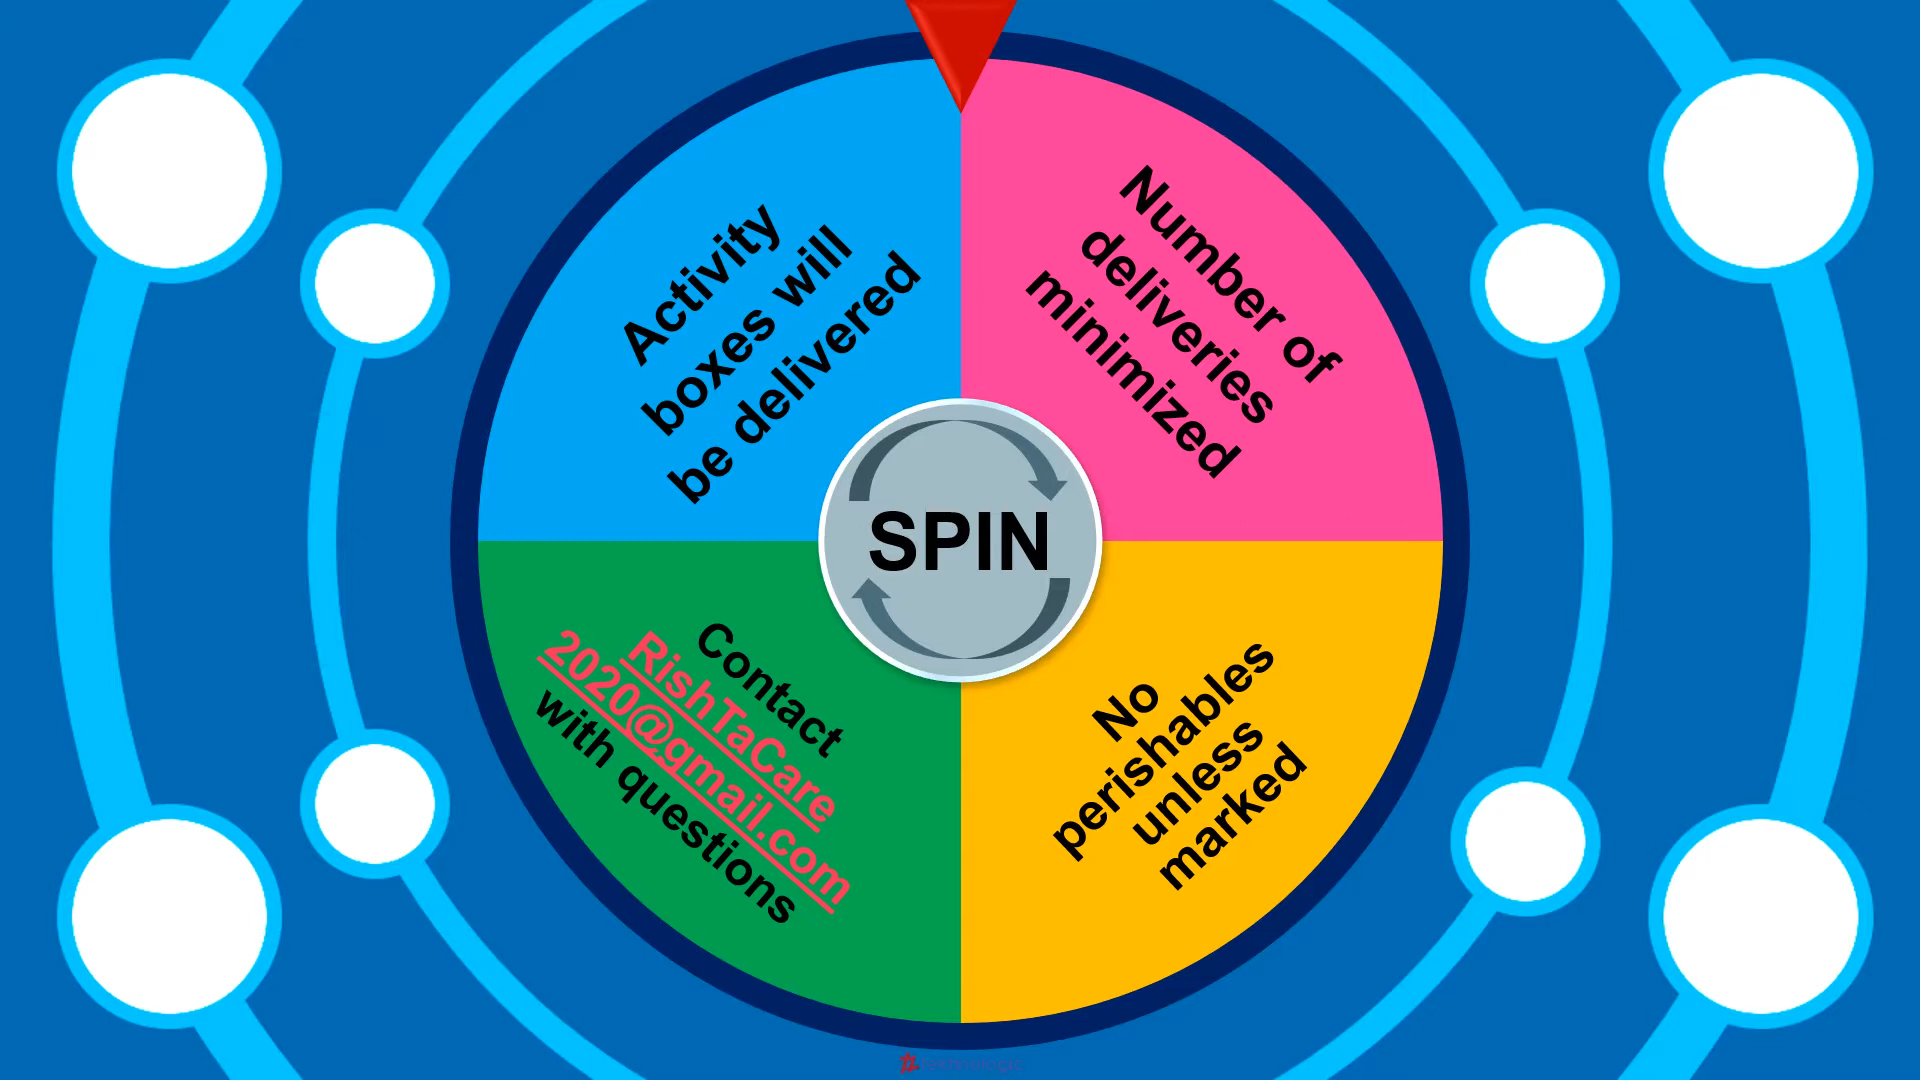 Activity
boxes will
be delivered
Number of
deliveries
minimized
SPIN
Contact
RishTaCare
2020@gmail.com
with questions
No
perishables
unless
marked